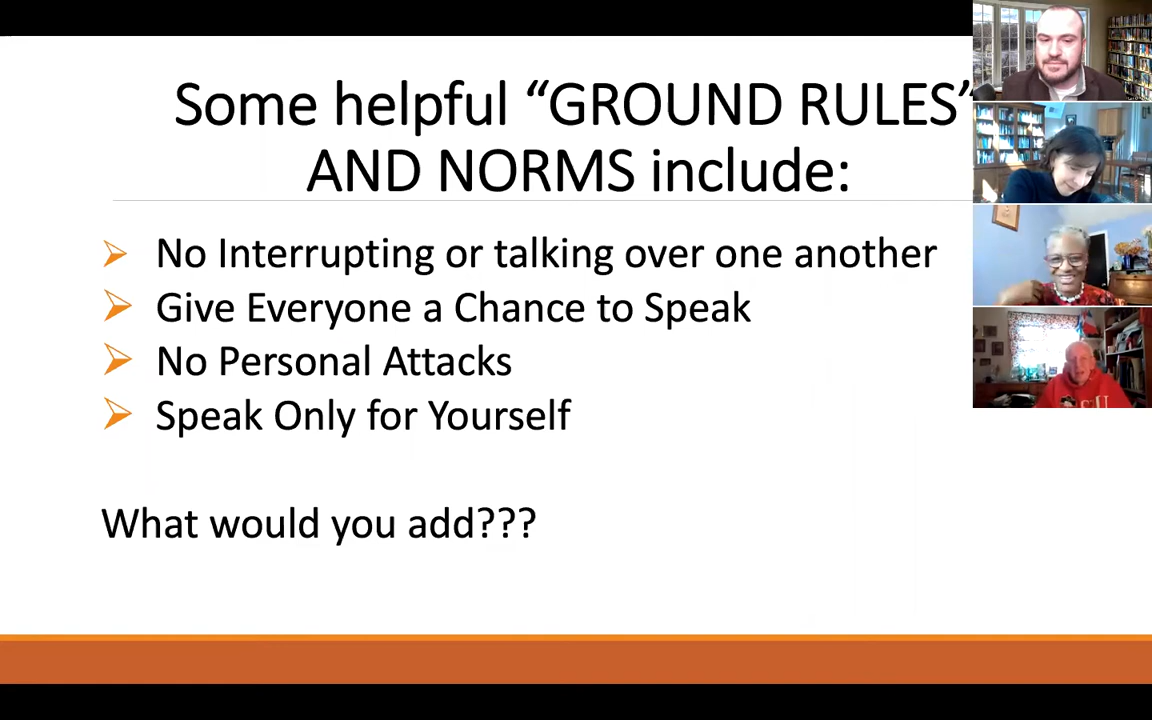 Some helpful “GROUND RULES”
AND NORMS include:
No Interrupting or talking over one another
Give Everyone a Chance to Speak
No Personal Attacks
Speak Only for Yourself
What would you add???